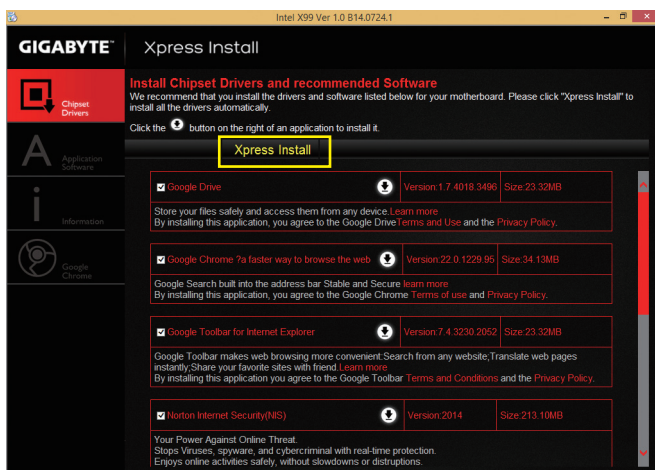 Intel X99 Ver 1.0 B14.0724.1
GIGABYTE™
Xpress Install
Chipset
Drivers
Application
Software
Information
Google
Chrome
Install Chipset Drivers and recommended Software
We recommend that you install the drivers and software listed below for your motherboard. Please click "Xpress Install" to
install all the drivers automatically.
Click the button on the right of an application to install it.
Xpress Install
Google Drive Version:1.7.4018.3496 Size:23.32MB
Store your files safely and access them from any device.Learn more
By installing this application, you agree to the Google DriveTerms and Use and the Privacy Policy.
Google Chrome ?a faster way to browse the web Version:22.0.1229.95 Size:34.13MB
Google Search built into the address bar Stable and Secure learn more
By installing this application, you agree to the Google Chrome Terms of use and Privacy Policy.
Google Toolbar for Internet Explorer Version:7.4.3230.2052 Size:23.32MB
Google Toolbar makes web browsing more convenient:Search from any website;Translate web pages
instantly;Share your favorite sites with friend.Learn more
By installing this application you agree to the Google Toolbar Terms and Conditions and the Privacy Policy.
Norton Internet Security(NIS) Version:2014 Size:213.10MB
Your Power Against Online Threat.
Stops Viruses, spyware, and cybercriminal with real-time protection.
Enjoys online activities safely, without slowdowns or distruptions.